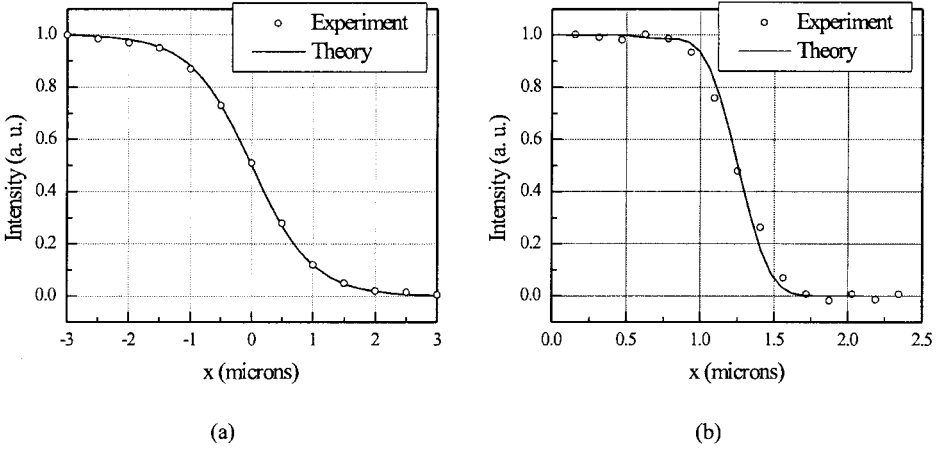 Experiment
Theory
1.0
0.8
0.6
0.4
0.2
0.0
Intensity (a. u.)
-3 -2 -1 0 1 2 3
x (microns)
(a)
Experiment
Theory
1.0
0.8
0.6
0.4
0.2
0.0
Intensity (a. u.)
0.0 0.5 1.0 1.5 2.0 2.5
x (microns)
(b)